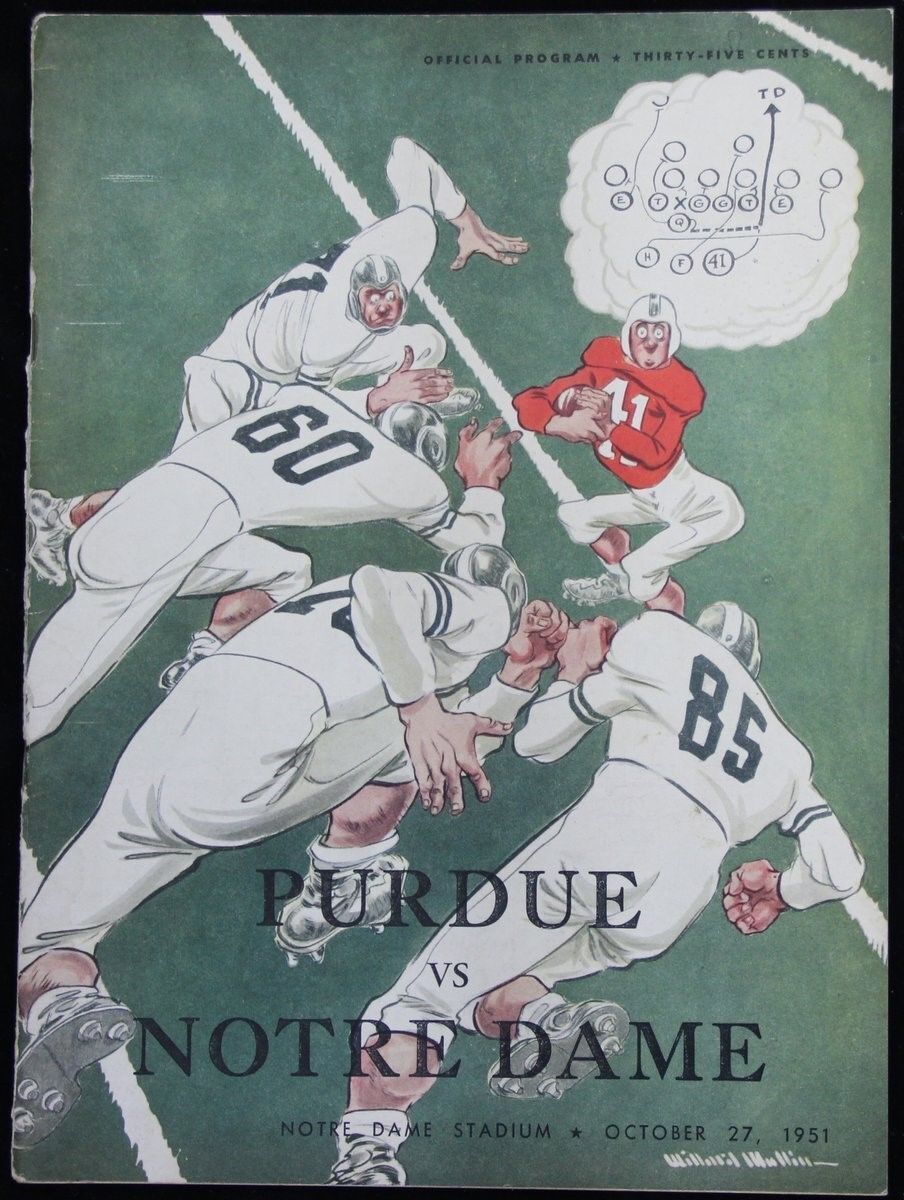 OFFICIAL PROGRAM ★ THIRTY-FIVE CENTS
TD
E T X G G T E
Q
H F 41
71
41
60
85
PURDUE
VS
NOTRE DAME
NOTRE DAME STADIUM ★ OCTOBER 27, 1951
Willard Mullin